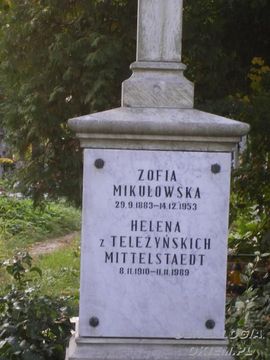 ZOFIA
MIKUŁOWSKA
29.9.1883–14.12.1953
HELENA
z TELEŻYŃSKICH
MITTELSTAEDT
8.11.1910–11.11.1989